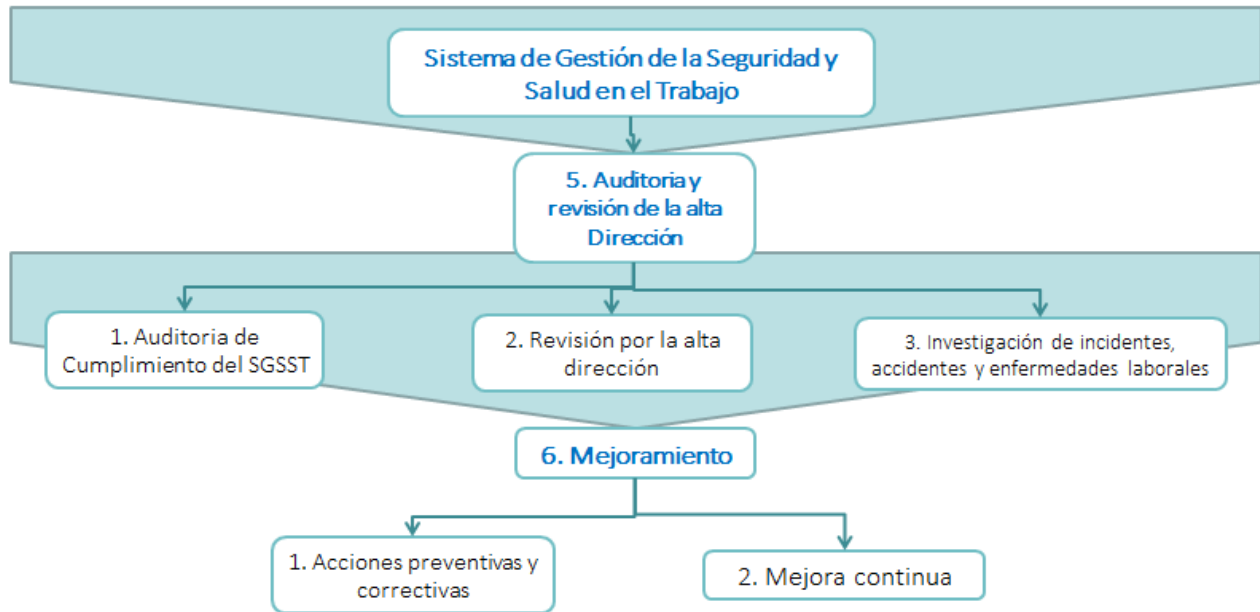 Sistema de Gestión de la Seguridad y
Salud en el Trabajo
5. Auditoria y
revisión de la alta
Dirección
1. Auditoria de
Cumplimiento del SGSST
2. Revisión por la alta
dirección
3. Investigación de incidentes,
accidentes y enfermedades laborales
6. Mejoramiento
1. Acciones preventivas y
correctivas
2. Mejora continua